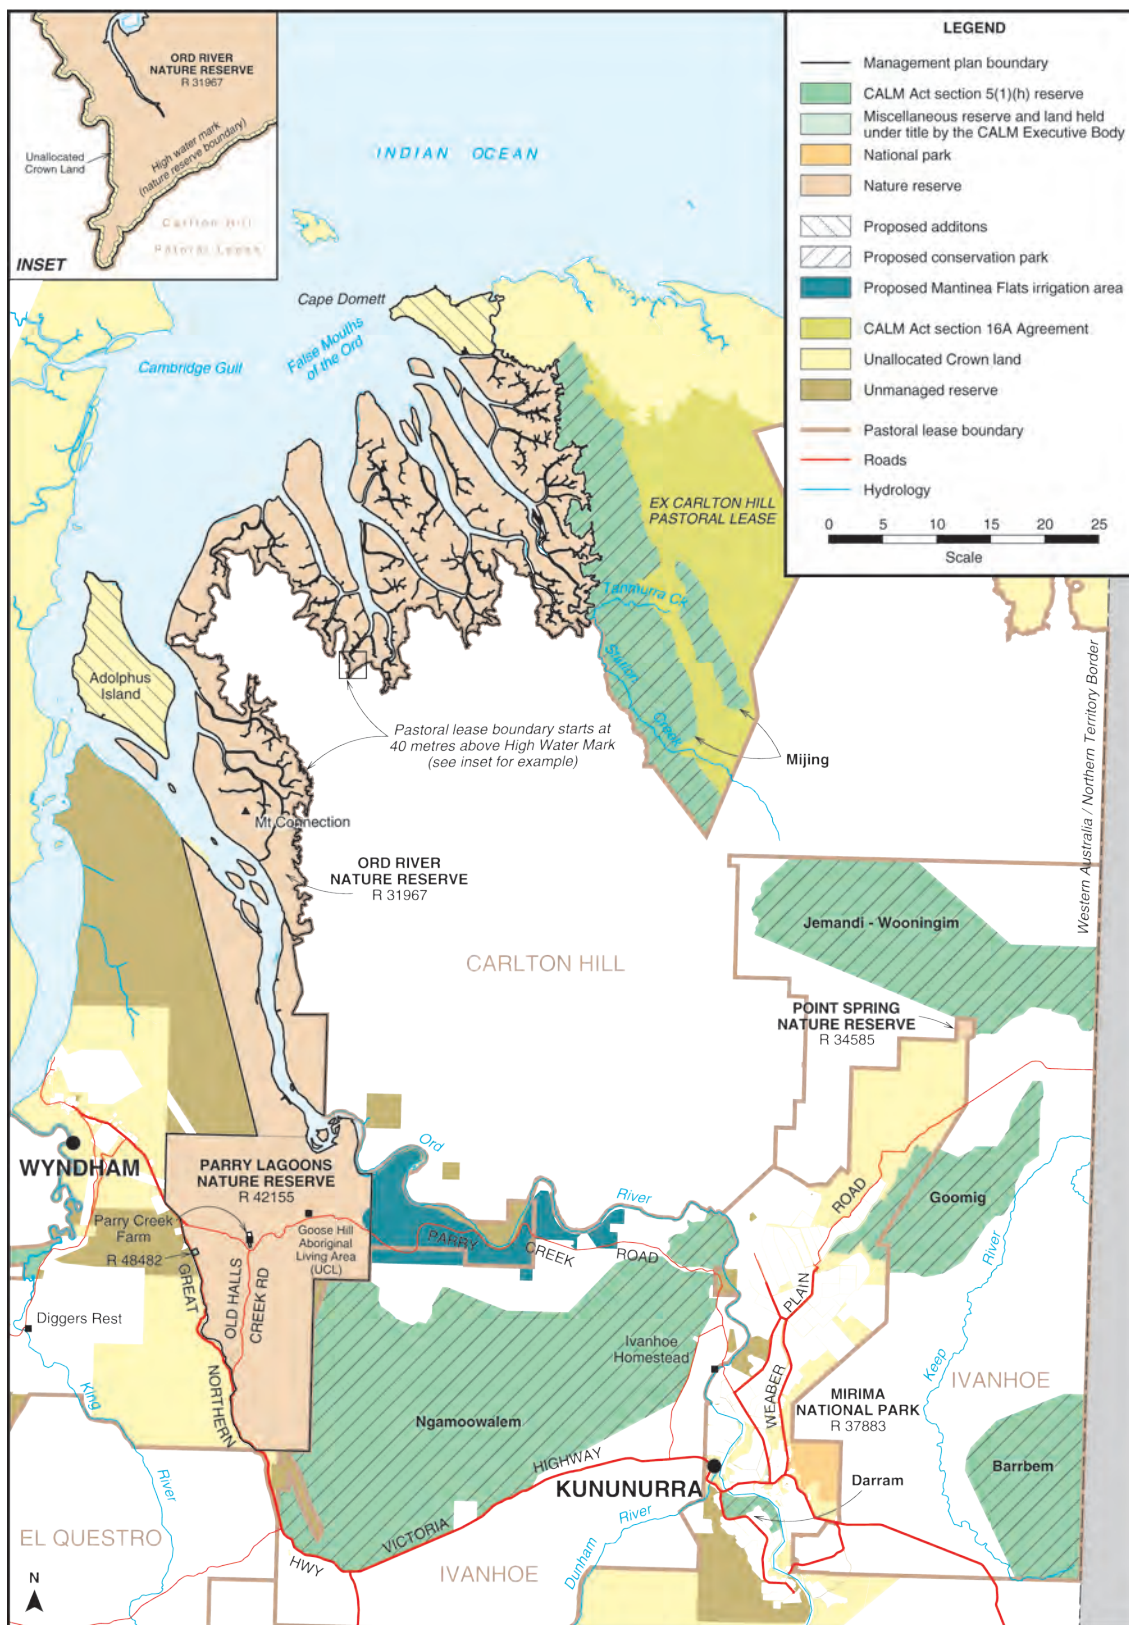 ORD RIVER
NATURE RESERVE
R 31967
Unallocated
Crown Land
High water mark
(nature reserve boundary)
Carlton Hill
Patoral Lease
INSET
LEGEND
Management plan boundary
CALM Act section 5(1)(h) reserve
Miscellaneous reserve and land held
under title by the CALM Executive Body
National park
Nature reserve
Proposed additons
Proposed conservation park
Proposed Mantinea Flats irrigation area
CALM Act section 16A Agreement
Unallocated Crown land
Unmanaged reserve
Pastoral lease boundary
Roads
Hydrology
0 5 10 15 20 25
Scale
INDIAN OCEAN
Cape Domett
Cambridge Gulf
False Mouths
of the Ord
EX CARLTON HILL
PASTORAL LEASE
Tanmurra Ck
Station
Creek
Mijing
Adolphus
Island
Pastoral lease boundary starts at
40 metres above High Water Mark
(see inset for example)
Mt Connection
ORD RIVER
NATURE RESERVE
R 31967
Western Australia / Northern Territory Border
Jemandi - Wooningim
CARLTON HILL
POINT SPRING
NATURE RESERVE
R 34585
WYNDHAM
PARRY LAGOONS
NATURE RESERVE
R 42155
Ord
River
Goomig
ROAD
Parry Creek
Farm
R 48482
Goose Hill
Aboriginal
Living Area
(UCL)
PARRY
CREEK
ROAD
GREAT
OLD HALLS
CREEK RD
River
PLAIN
Diggers Rest
Ivanhoe
Homestead
Keep
King
NORTHERN
WEABER
MIRIMA
NATIONAL PARK
R 37883
IVANHOE
Ngamoowalem
HIGHWAY
Barrbem
KUNUNURRA
Darram
River
River
VICTORIA
EL QUESTRO
HWY
IVANHOE
Dunham
N